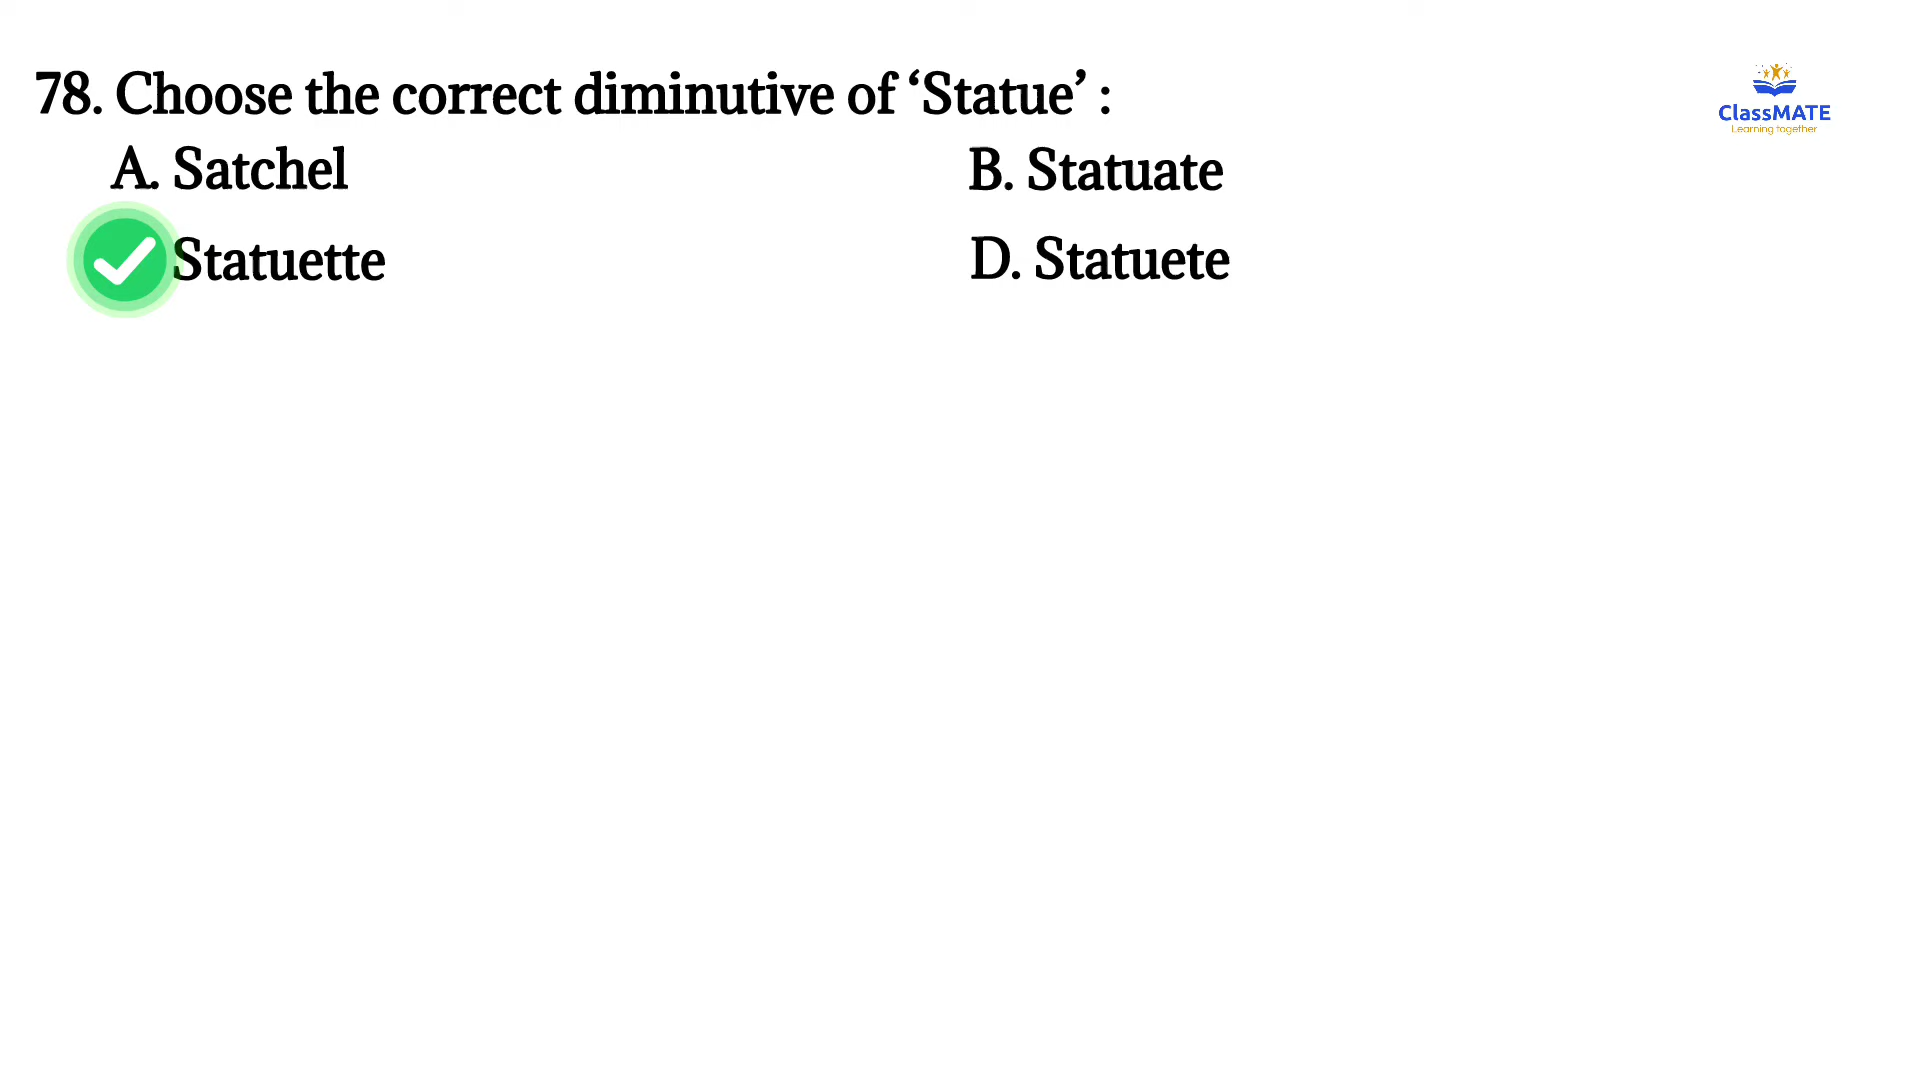 78. Choose the correct diminutive of ‘Statue’ :
ClassMATE
Learning together
A. Satchel
B. Statuate
Statuette
D. Statuete